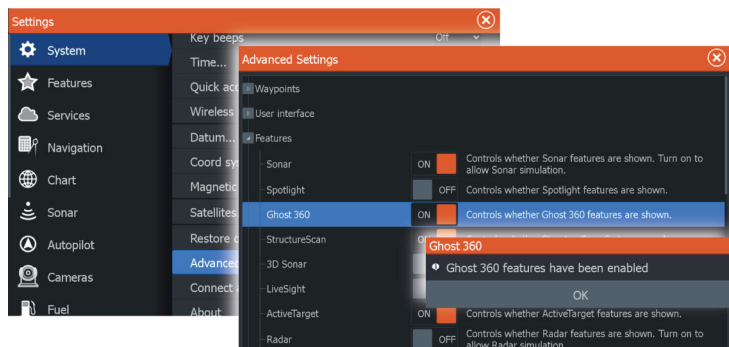 Settings
System
Features
Services
Navigation
Chart
Sonar
Autopilot
Cameras
Fuel
Key beeps
Off
Time...
Quick acc
Wireless
Datum...
Coord sy
Magnetic
Satellites
Restore
Advanced
Connect
About
Advanced Settings
Waypoints
User interface
Features
Sonar ON Controls whether Sonar features are shown. Turn on to
allow Sonar simulation.
Spotlight OFF Controls whether Spotlight features are shown.
Ghost 360 ON Controls whether Ghost 360 features are shown.
StructureScan
3D Sonar
LiveSight
ActiveTarget ON Controls whether ActiveTarget features are shown.
Radar OFF Controls whether Radar features are shown. Turn on to
allow Radar simulation.
Ghost 360
Ghost 360 features have been enabled
OK